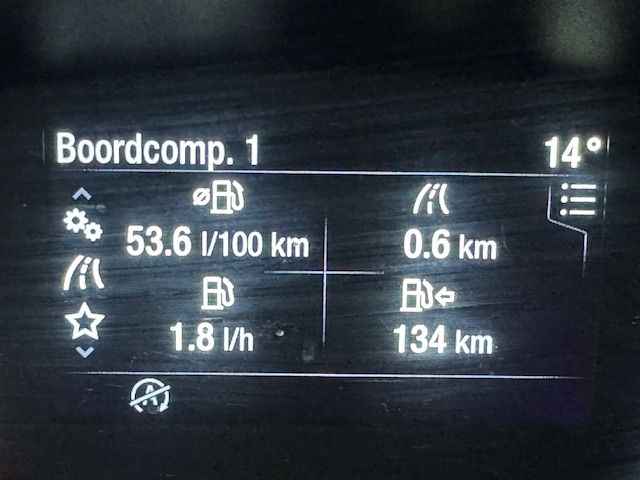 Boordcomp. 1 14°
53.6 l/100 km 0.6 km
1.8 l/h 134 km
A